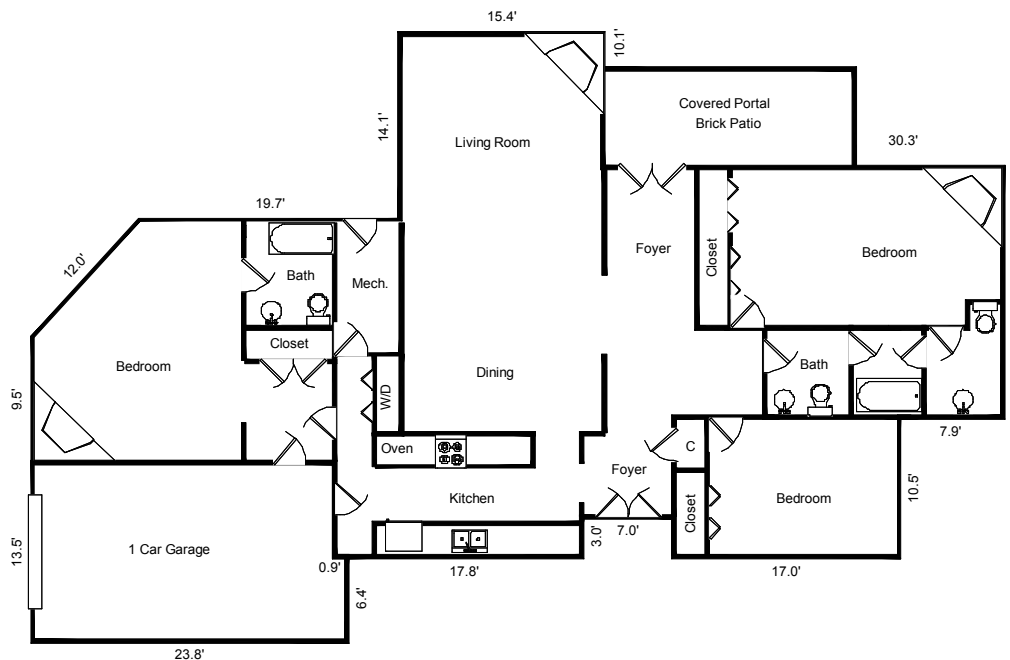 15.4'
10.1'
Covered Portal
Brick Patio
14.1'
Living Room
30.3'
19.7'
12.0'
Bath
Mech.
Foyer
Closet
Bedroom
Closet
Bedroom
Dining
Bath
9.5'
W/D
7.9'
Oven
C
Foyer
Kitchen
Closet
Bedroom
10.5'
1 Car Garage
13.5'
3.0'
7.0'
0.9'
17.8'
17.0'
6.4'
23.8'